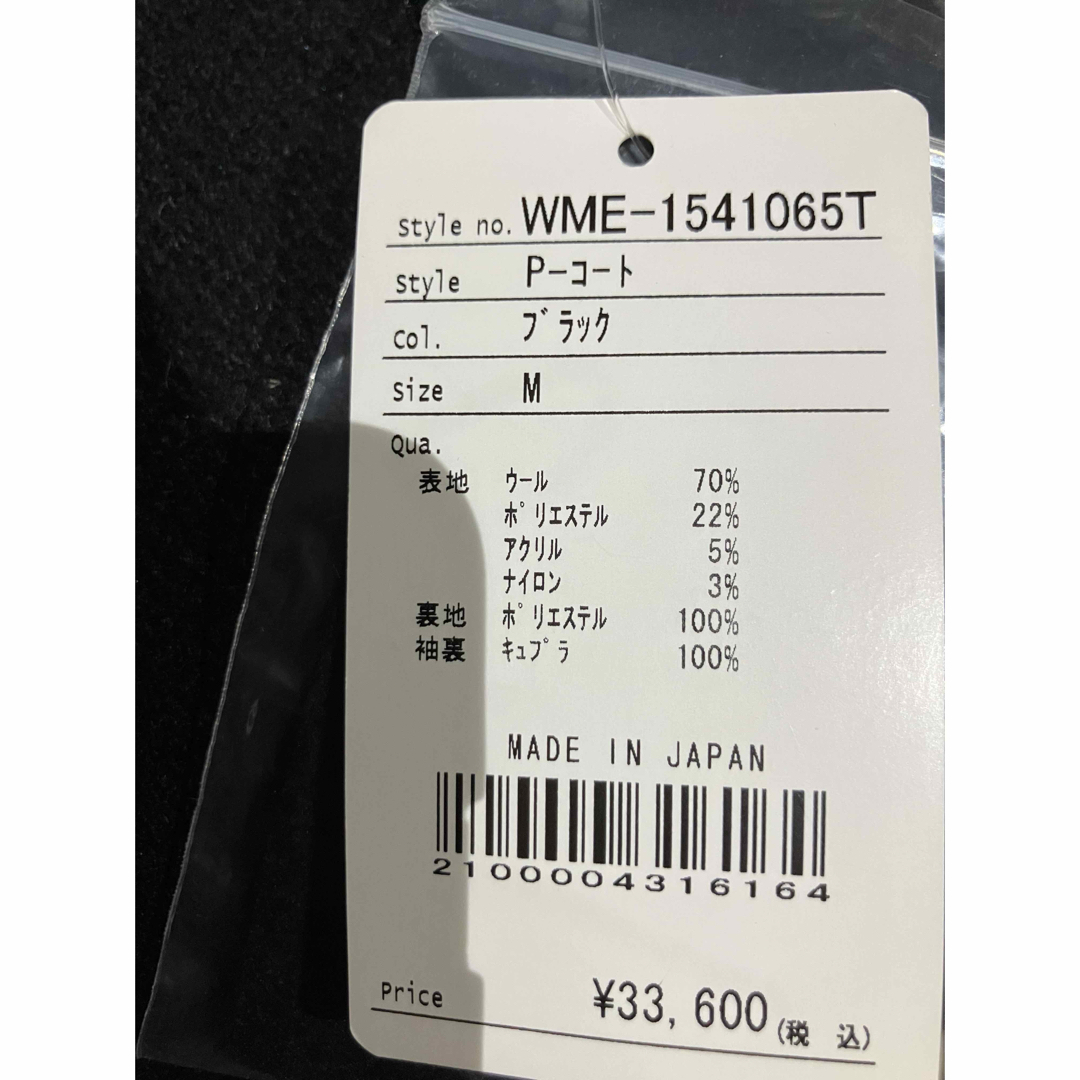 Style no. WME-1541065T
Style P-コート
Col. ブラック
Size M
Qua.
表地 ウール 70%
ポリエステル 22%
アクリル 5%
ナイロン 3%
裏地 ポリエステル 100%
袖裏 キュプラ 100%
MADE IN JAPAN
2100004316164
Price ¥33,600(税 込)